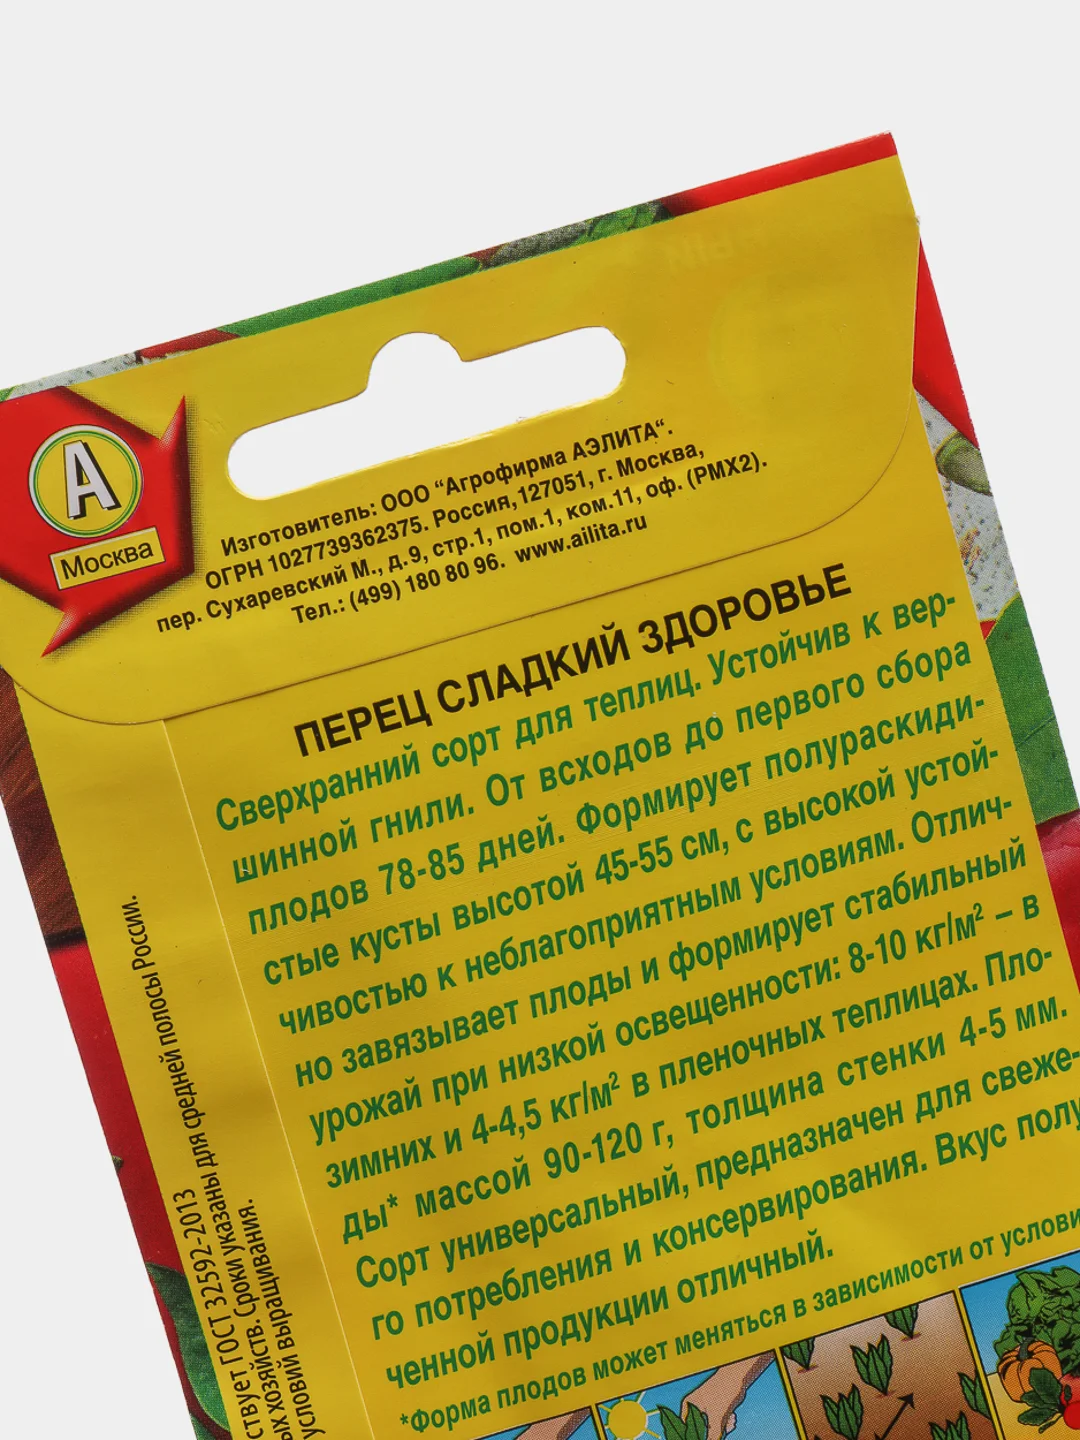 А
Москва
Изготовитель: ООО "Агрофирма АЭЛИТА".
ОГРН 1027739362375. Россия, 127051, г. Москва,
пер. Сухаревский М., д.9, стр.1, пом.1, ком.11, оф. (РМХ2).
Тел.: (499) 180 80 96. www.ailita.ru
ПЕРЕЦ СЛАДКИЙ ЗДОРОВЬЕ
Сверхранний сорт для теплиц. Устойчив к вер-
шинной гнили. От всходов до первого сбора
плодов 78-85 дней. Формирует полураскиди-
стые кусты высотой 45-55 см, с высокой устой-
чивостью к неблагоприятным условиям. Отлич-
но завязывает плоды и формирует стабильный
урожай при низкой освещенности: 8-10 кг/м² – в
зимних и 4-4,5 кг/м² в пленочных теплицах. Пло-
ды* массой 90-120 г, толщина стенки 4-5 мм.
Сорт универсальный, предназначен для свеже-
го потребления и консервирования. Вкус полу
ченной продукции отличный.
*Форма плодов может меняться в зависимости от услови
ствует ГОСТ 32592-2013
ых хозяйств. Сроки указаны для средней полосы России.
условий выращивания.